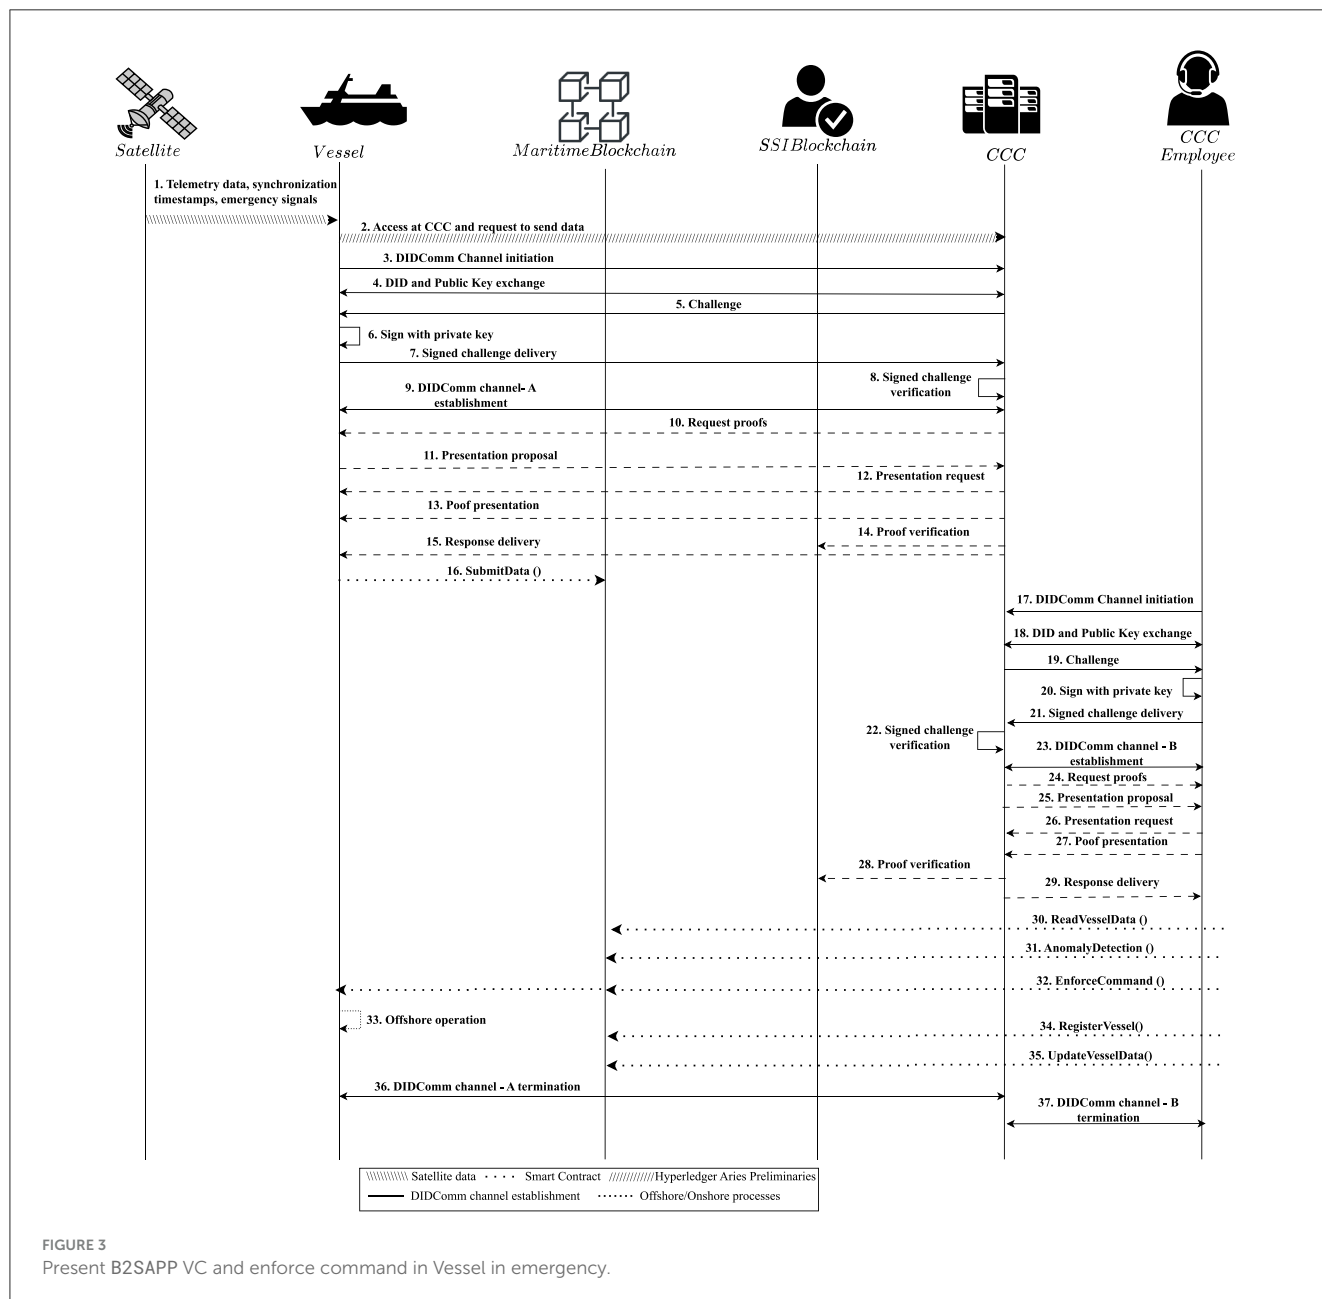 Satellite
Vessel
MaritimeBlockchain
SSIBlockchain
CCC
CCC
Employee
1. Telemetry data, synchronization
timestamps, emergency signals
2. Access at CCC and request to send data
3. DIDComm Channel initiation
4. DID and Public Key exchange
5. Challenge
6. Sign with private key
7. Signed challenge delivery
8. Signed challenge
verification
9. DIDComm channel- A
establishment
10. Request proofs
11. Presentation proposal
12. Presentation request
13. Poof presentation
14. Proof verification
15. Response delivery
16. SubmitData ()
17. DIDComm Channel initiation
18. DID and Public Key exchange
19. Challenge
20. Sign with private key
21. Signed challenge delivery
22. Signed challenge
verification
23. DIDComm channel - B
establishment
24. Request proofs
25. Presentation proposal
26. Presentation request
27. Poof presentation
28. Proof verification
29. Response delivery
30. ReadVesselData ()
31. AnomalyDetection ()
32. EnforceCommand ()
33. Offshore operation
34. RegisterVessel()
35. UpdateVesselData()
36. DIDComm channel - A termination
37. DIDComm channel - B
termination
Satellite data Smart Contract Hyperledger Aries Preliminaries
DIDComm channel establishment Offshore/Onshore processes
FIGURE 3
Present B2SAPP VC and enforce command in Vessel in emergency.